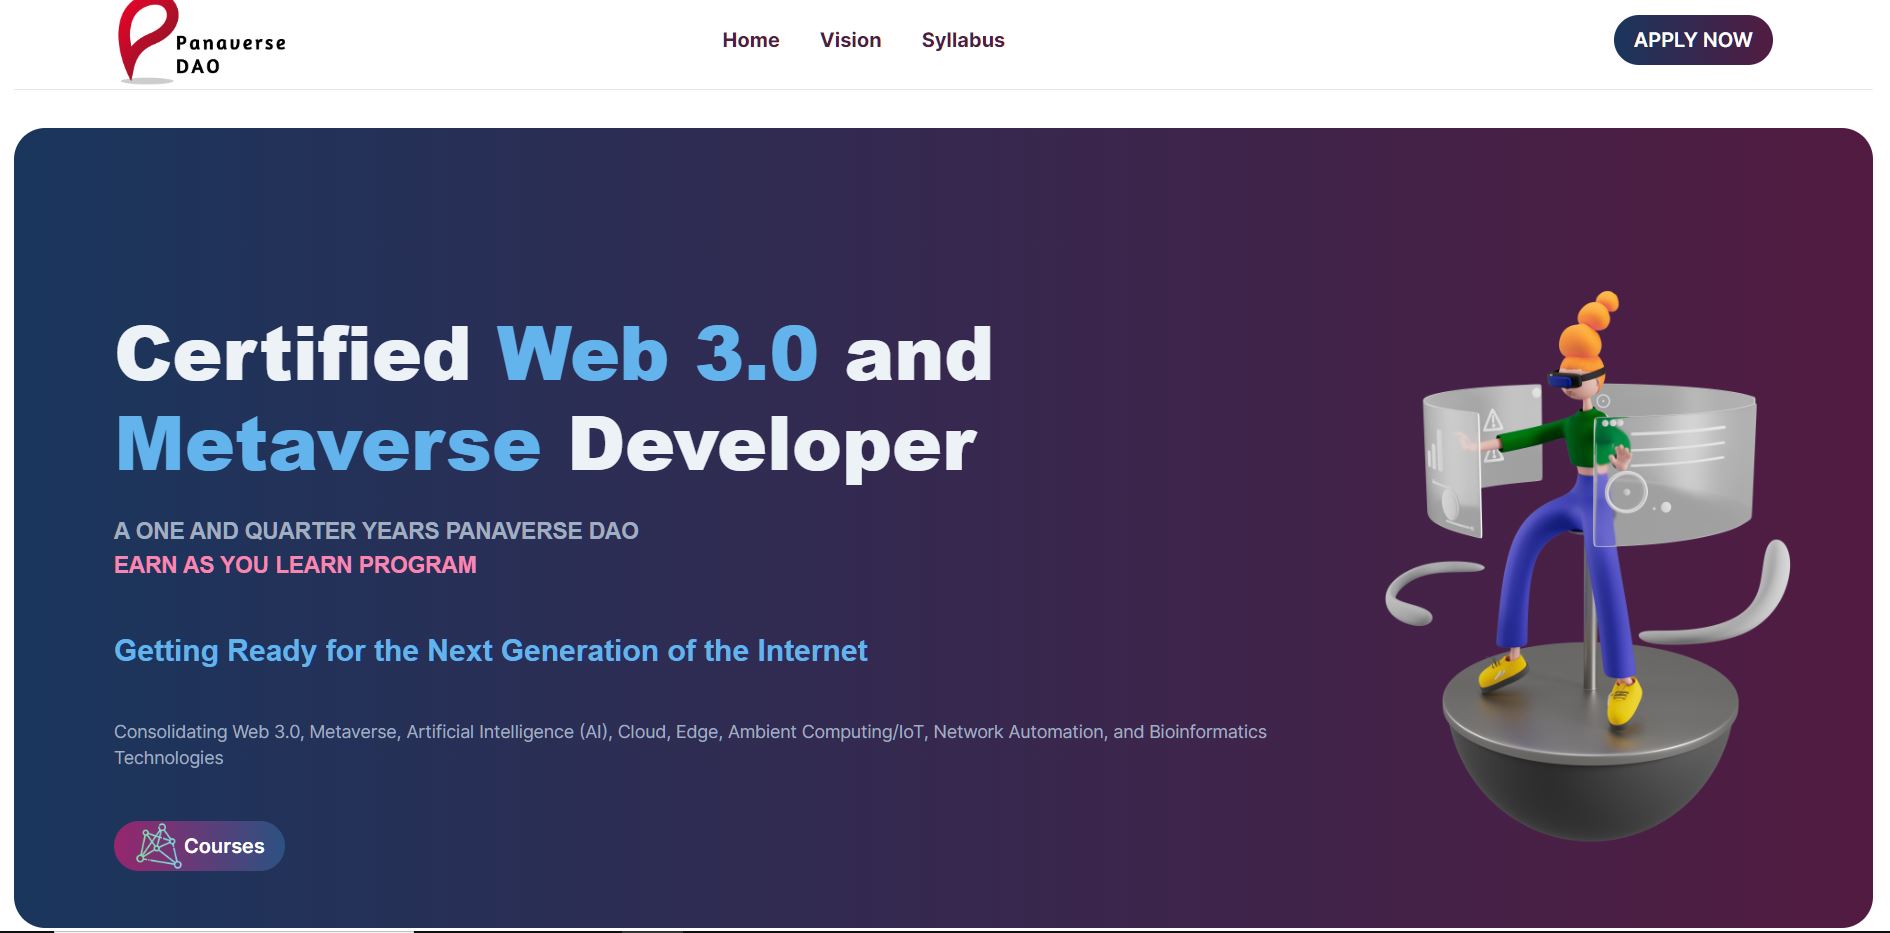 Panaverse
DAO
Home
Vision
Syllabus
APPLY NOW
Certified Web 3.0 and
Metaverse Developer
A ONE AND QUARTER YEARS PANAVERSE DAO
EARN AS YOU LEARN PROGRAM
Getting Ready for the Next Generation of the Internet
Consolidating Web 3.0, Metaverse, Artificial Intelligence (AI), Cloud, Edge, Ambient Computing/IoT, Network Automation, and Bioinformatics
Technologies
Courses